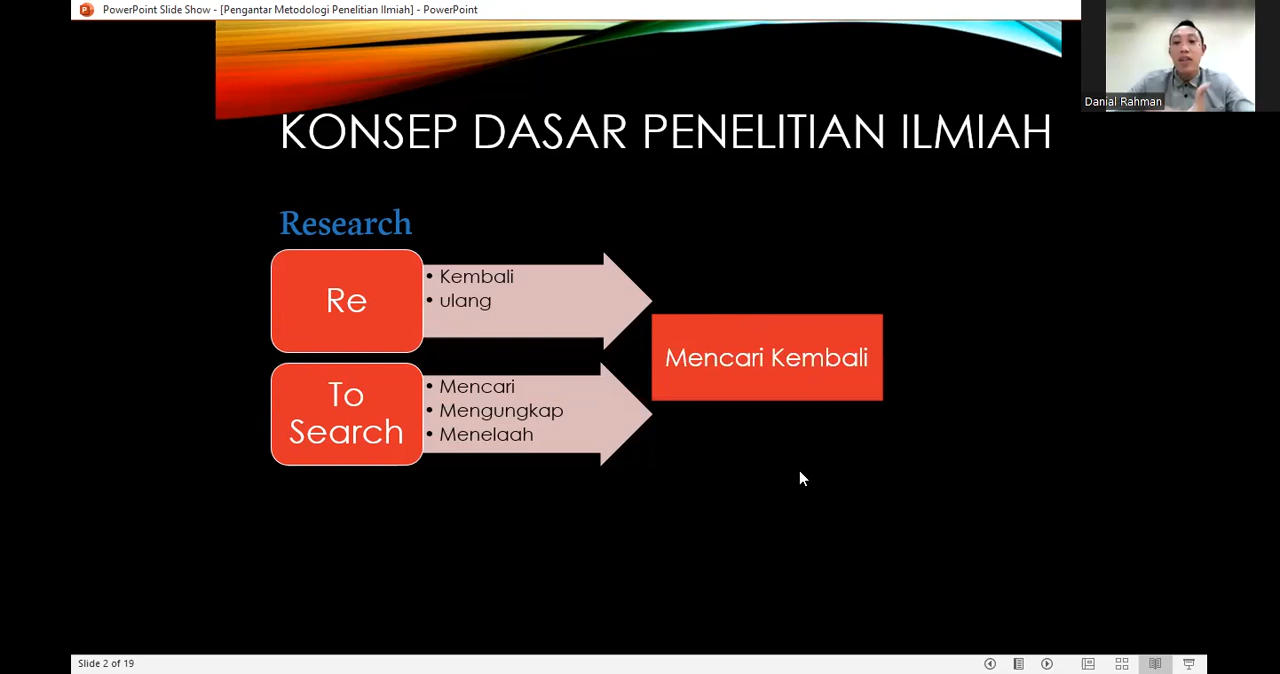 PowerPoint Slide Show - [Pengantar Metodologi Penelitian Ilmiah] - PowerPoint
Danial Rahman
KONSEP DASAR PENELITIAN ILMIAH
Research
Re
• Kembali
• ulang
To
Search
• Mencari
• Mengungkap
• Menelaah
Mencari Kembali
Slide 2 of 19